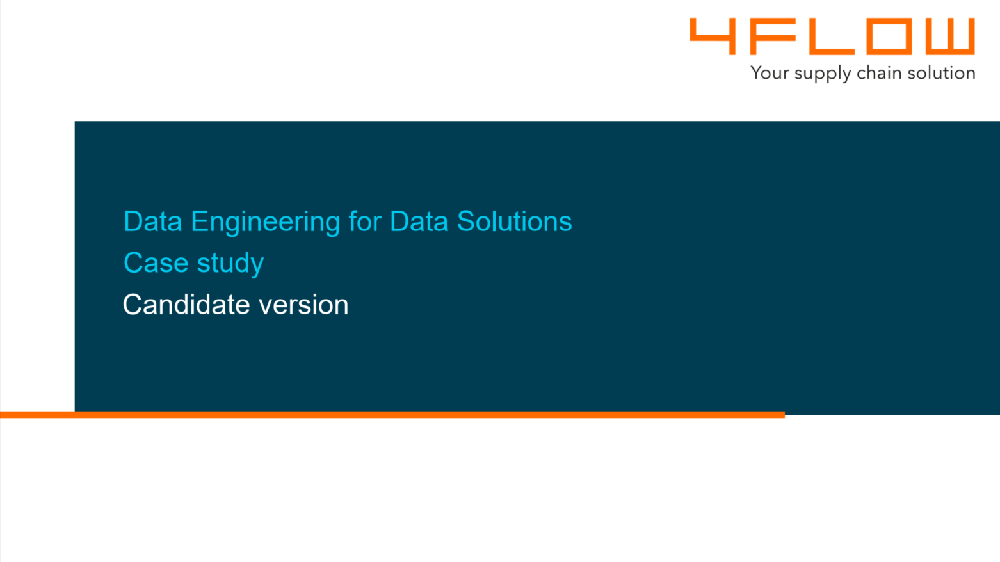 4FLOW
Your supply chain solution
Data Engineering for Data Solutions
Case study
Candidate version